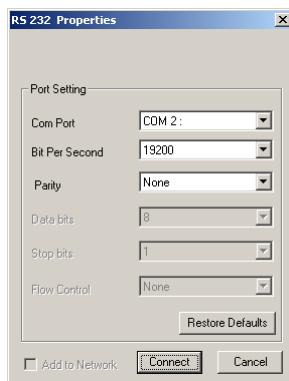 RS 232 Properties
Port Setting
Com Port COM 2 :
Bit Per Second 19200
Parity None
Data bits 8
Stop bits 1
Flow Control None
Restore Defaults
Add to Network Connect Cancel